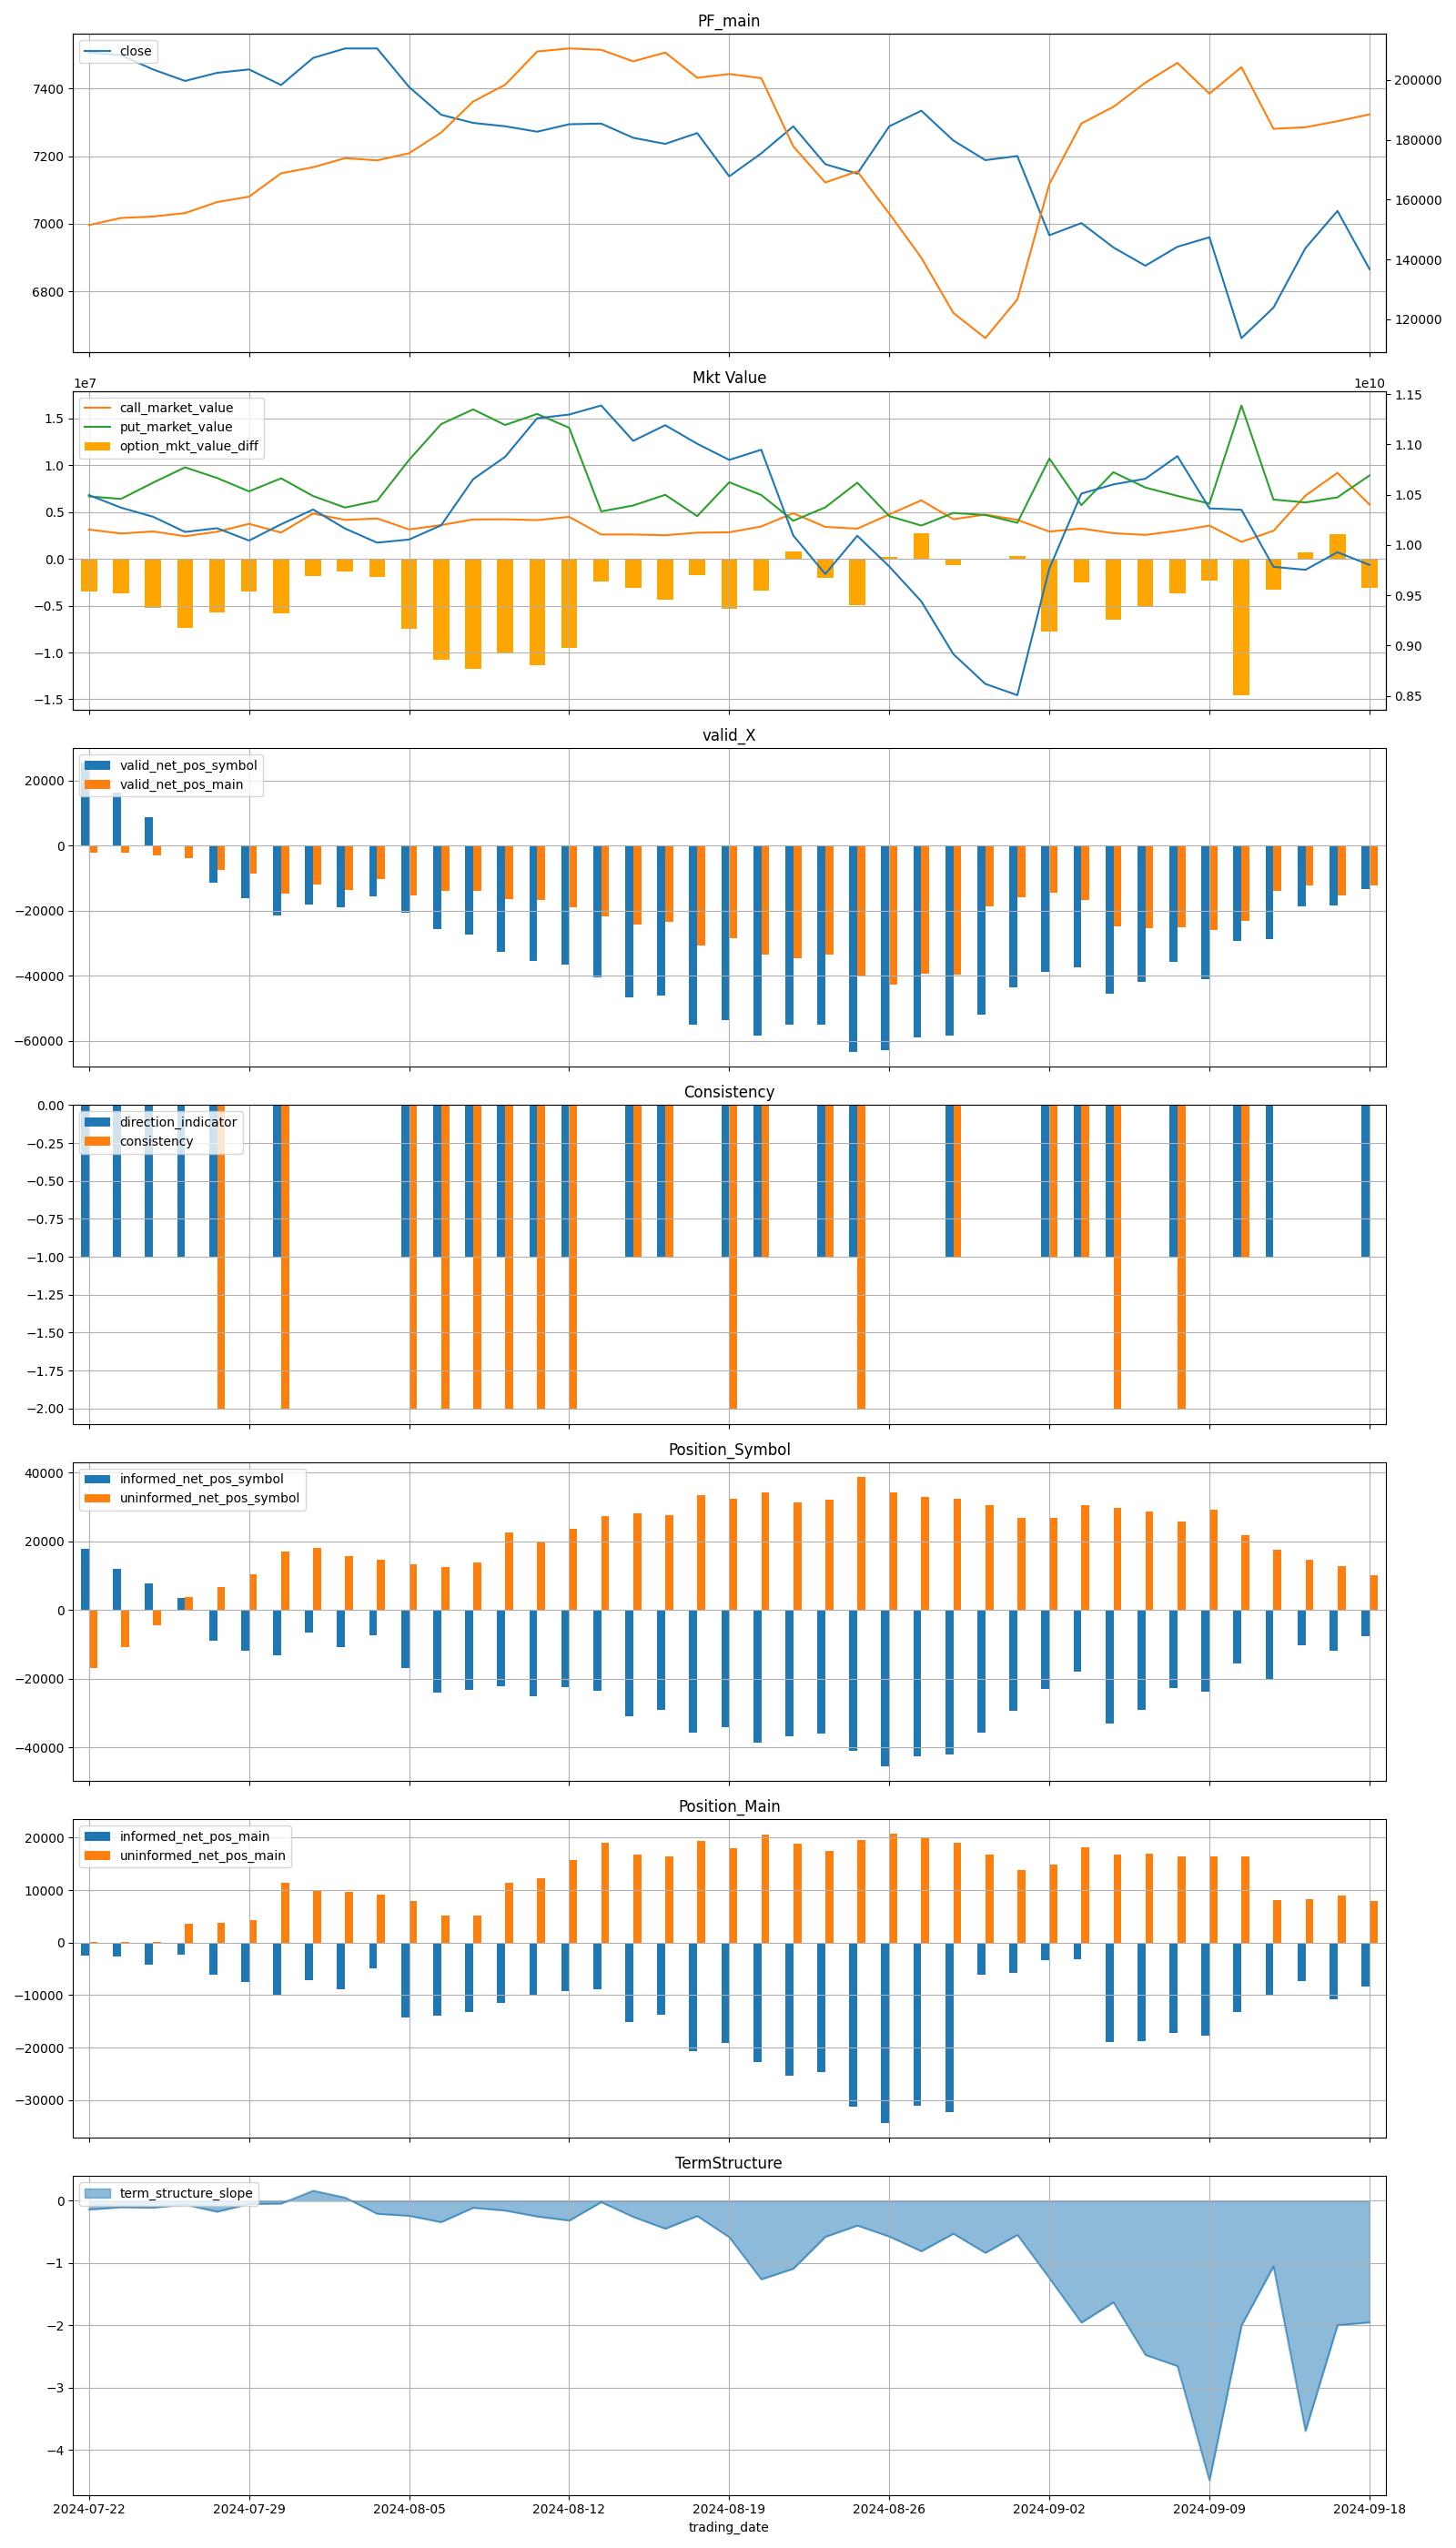 PF_main
close
7400
7200
7000
6800
200000
180000
160000
140000
120000
Mkt Value
1e7
1e10
call_market_value
put_market_value
option_mkt_value_diff
1.5
1.0
0.5
0.0
−0.5
−1.0
−1.5
1.15
1.10
1.05
1.00
0.95
0.90
0.85
valid_X
valid_net_pos_symbol
valid_net_pos_main
20000
0
−20000
−40000
−60000
Consistency
direction_indicator
consistency
0.00
−0.25
−0.50
−0.75
−1.00
−1.25
−1.50
−1.75
−2.00
Position_Symbol
informed_net_pos_symbol
uninformed_net_pos_symbol
40000
20000
0
−20000
−40000
Position_Main
informed_net_pos_main
uninformed_net_pos_main
20000
10000
0
−10000
−20000
−30000
TermStructure
term_structure_slope
0
−1
−2
−3
−4
2024-07-22 2024-07-29 2024-08-05 2024-08-12 2024-08-19 2024-08-26 2024-09-02 2024-09-09 2024-09-18
trading_date